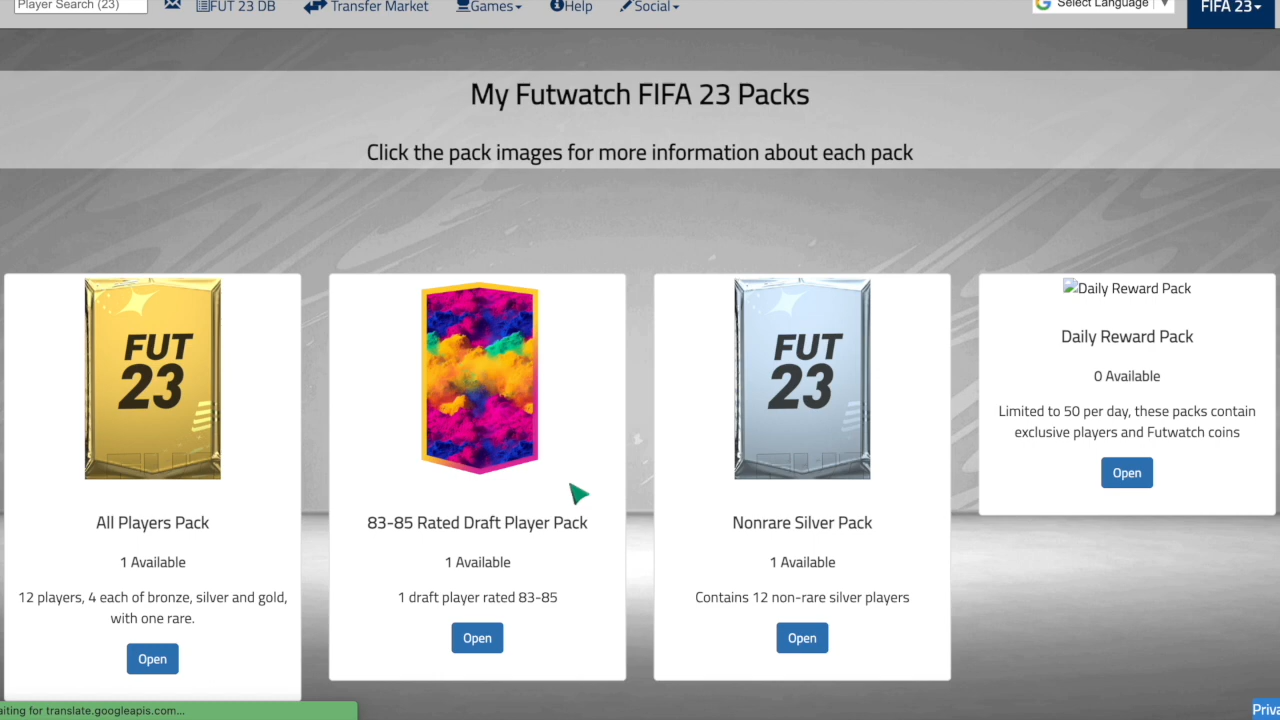 Player Search (23)
FUT 23 DB
Transfer Market
Games
Help
Social
Select Language
FIFA 23
My Futwatch FIFA 23 Packs
Click the pack images for more information about each pack
FUT
23
All Players Pack
1 Available
12 players, 4 each of bronze, silver and gold,
with one rare.
Open
83-85 Rated Draft Player Pack
1 Available
1 draft player rated 83-85
Open
FUT
23
Nonrare Silver Pack
1 Available
Contains 12 non-rare silver players
Open
Daily Reward Pack
Daily Reward Pack
0 Available
Limited to 50 per day, these packs contain
exclusive players and Futwatch coins
Open
aiting for translate.googleapis.com...
Priva